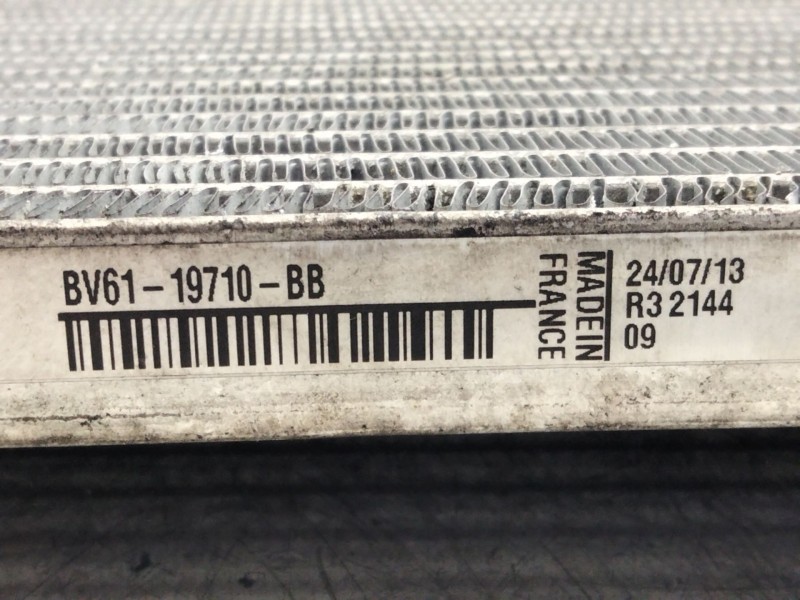 BV61-19710-BB
MADE IN
FRANCE
24/07/13
R3 2144
09